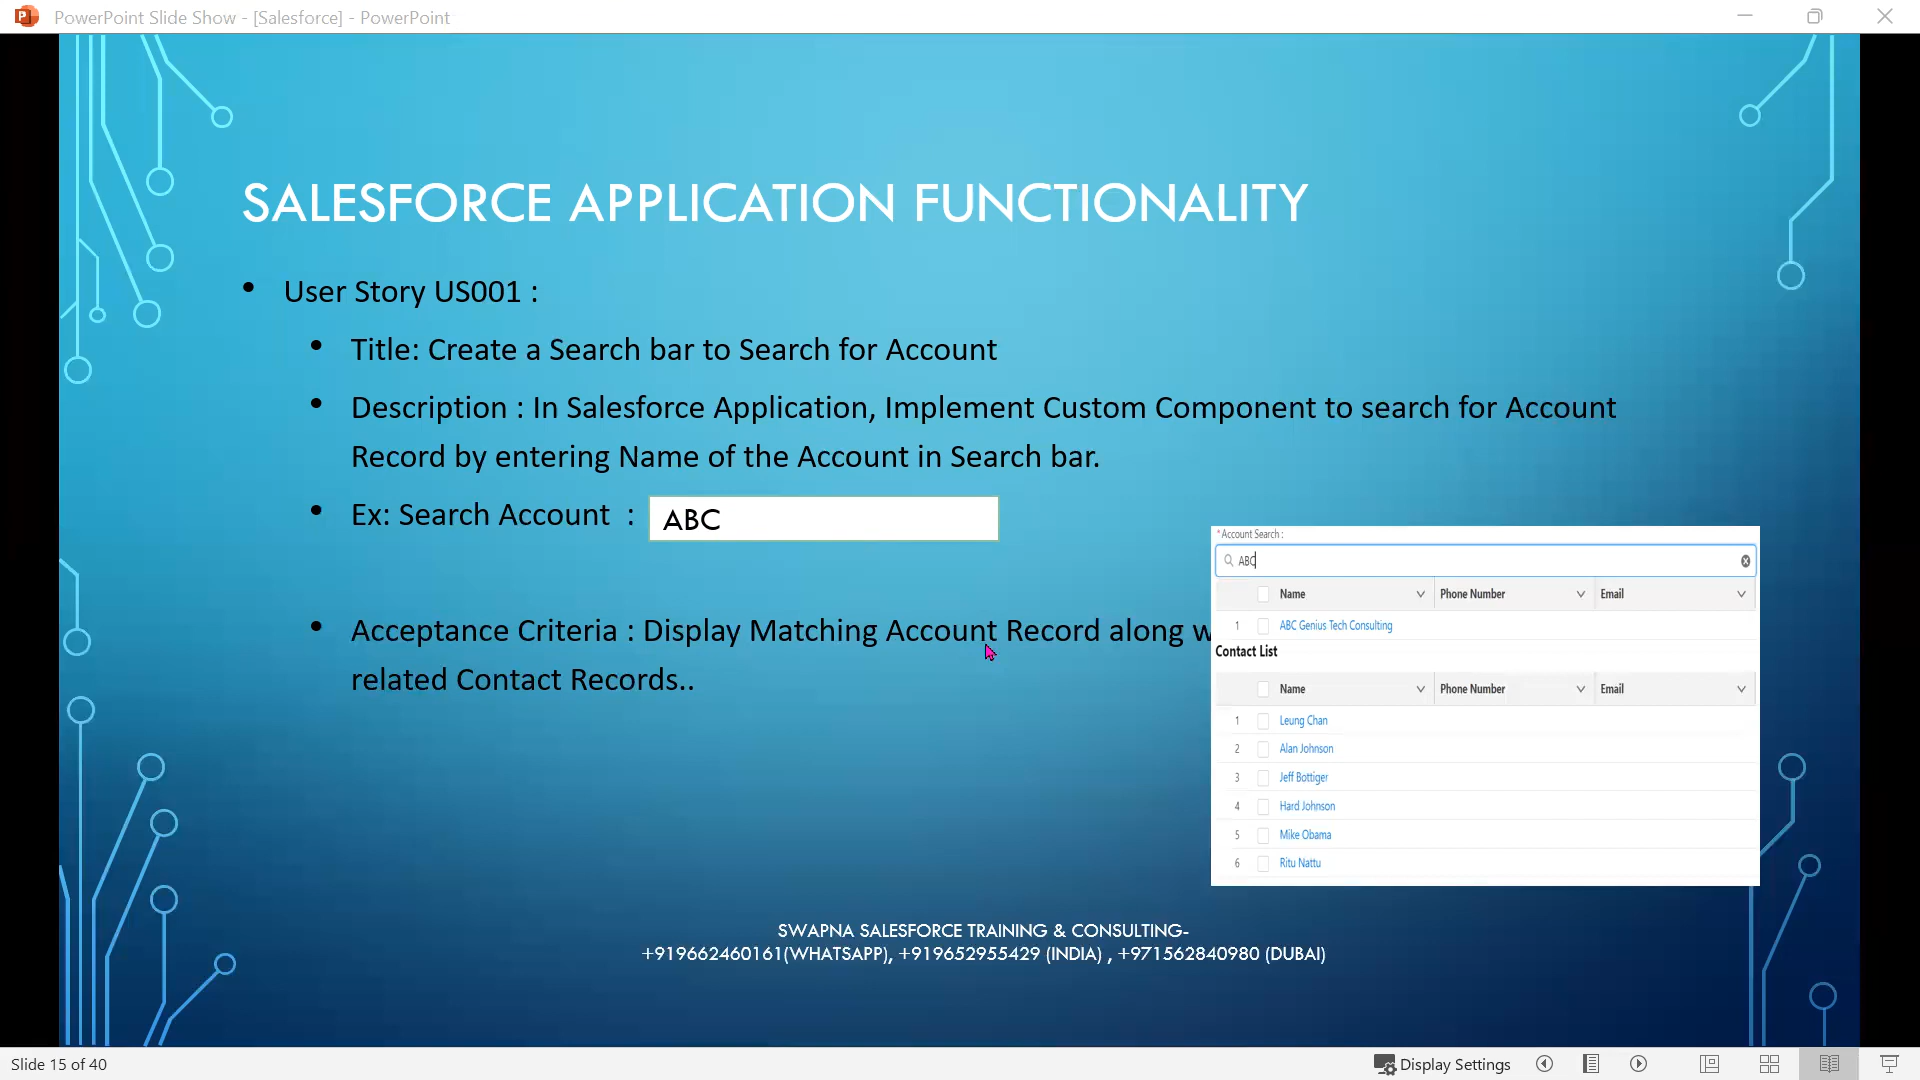 PowerPoint Slide Show - [Salesforce] - PowerPoint
SALESFORCE APPLICATION FUNCTIONALITY
• User Story US001 :
• Title: Create a Search bar to Search for Account
• Description : In Salesforce Application, Implement Custom Component to search for Account
Record by entering Name of the Account in Search bar.
• Ex: Search Account :
ABC
• Acceptance Criteria : Display Matching Account Record along
related Contact Records..
* Account Search :
ABC
Name Phone Number Email
1 ABC Genius Tech Consulting
Contact List
Name Phone Number Email
1 Leung Chan
2 Alan Johnson
3 Jeff Bottiger
4 Hard Johnson
5 Mike Obama
6 Ritu Nattu
SWAPNA SALESFORCE TRAINING & CONSULTING-
+919662460161(WHATSAPP), +919652955429 (INDIA) , +971562840980 (DUBAI)
Slide 15 of 40
Display Settings